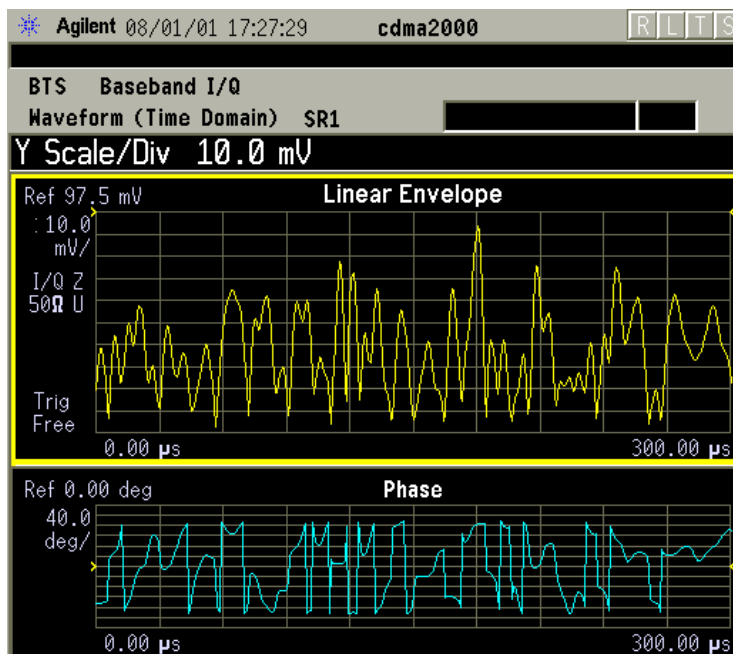 Agilent 08/01/01 17:27:29 cdma2000 R L T S
BTS Baseband I/Q
Waveform (Time Domain) SR1
Y Scale/Div 10.0 mV
Ref 97.5 mV Linear Envelope
10.0
mV/
I/Q Z
50Ω U
Trig
Free
0.00 µs 300.00 µs
Ref 0.00 deg Phase
40.0
deg/
0.00 µs 300.00 µs